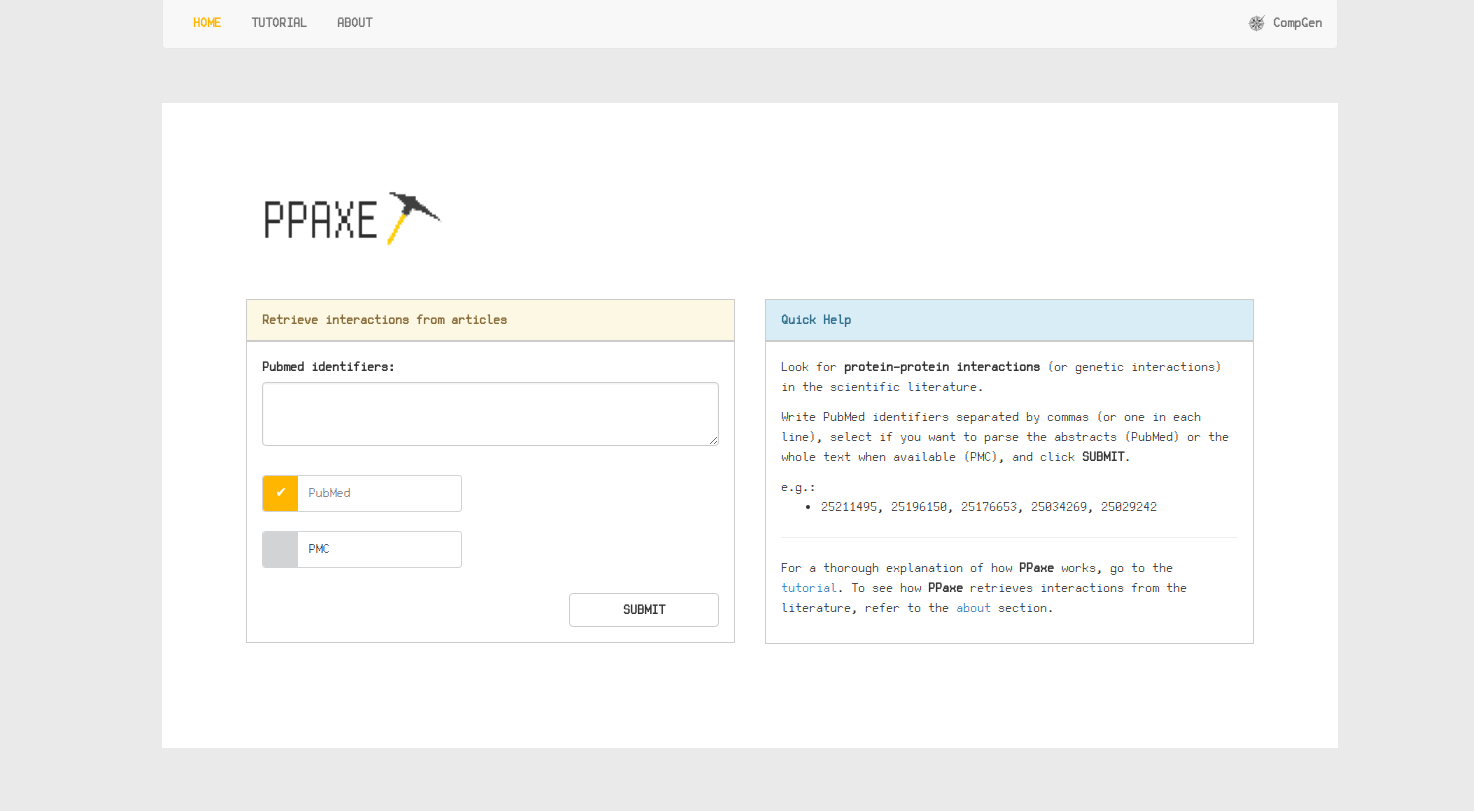 HOME TUTORIAL ABOUT CompGen
PPAXE
Retrieve interactions from articles
Pubmed identifiers:
✔ PubMed
PMC
SUBMIT
Quick Help
Look for protein-protein interactions (or genetic interactions)
in the scientific literature.
Write PubMed identifiers separated by commas (or one in each
line), select if you want to parse the abstracts (PubMed) or the
whole text when available (PMC), and click SUBMIT.
e.g.:
• 25211495, 25196150, 25176653, 25034269, 25029242
For a thorough explanation of how PPaxe works, go to the
tutorial. To see how PPaxe retrieves interactions from the
literature, refer to the about section.